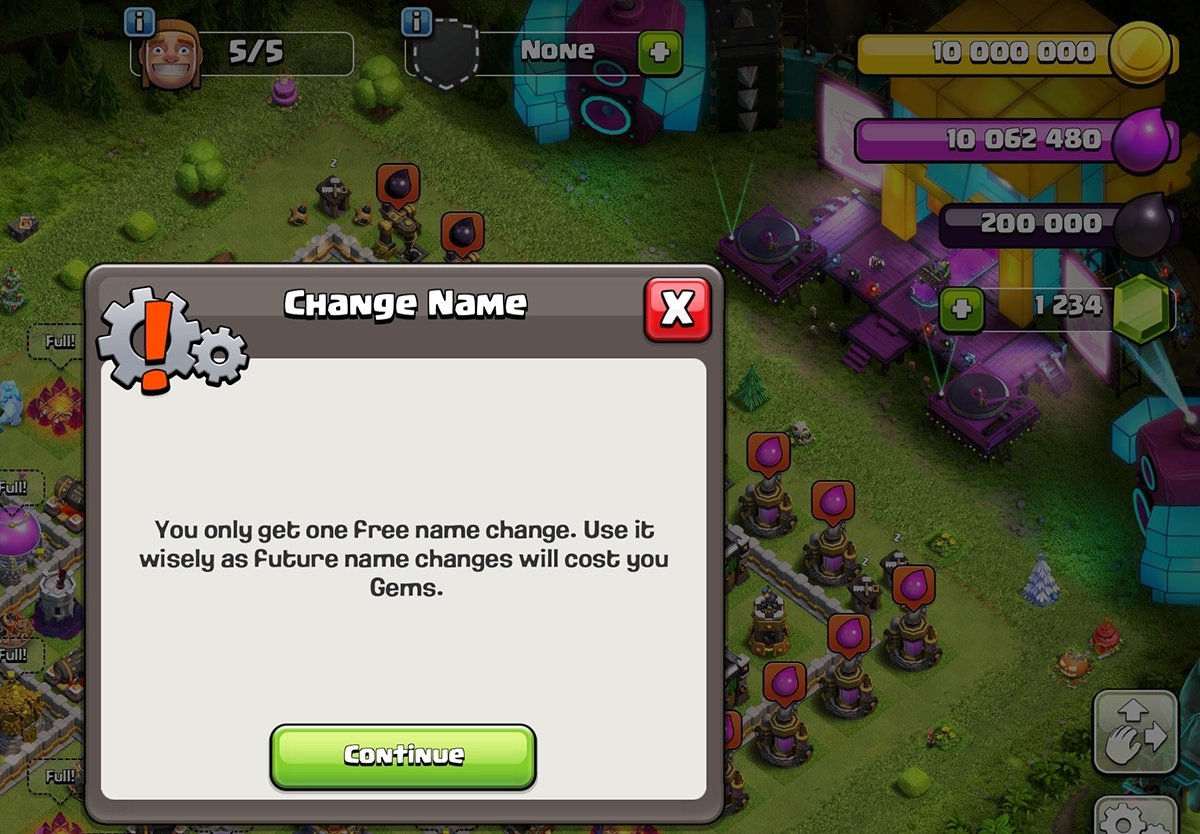 5/5
None
10 000 000
10 062 480
200 000
1 234
z
Change Name
X
Full!
z
z
Full!
You only get one free name change. Use it
wisely as future name changes will cost you
Gems.
Full!
Continue
Full!